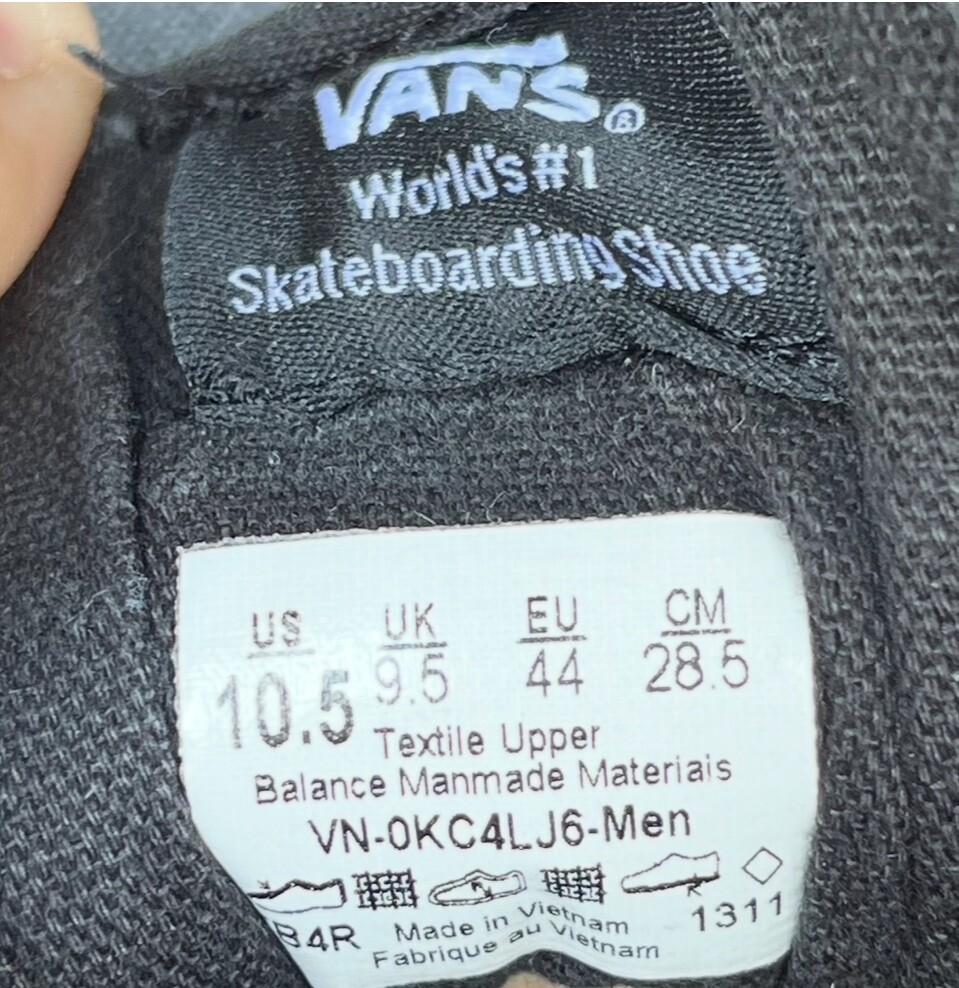 VANS®
World's #1
Skateboarding Shoe
US UK EU CM
10.5 9.5 44 28.5
Textile Upper
Balance Manmade Materiais
VN-0KC4LJ6-Men
B4R Made in Vietnam 1311
Fabrique au Vietnam